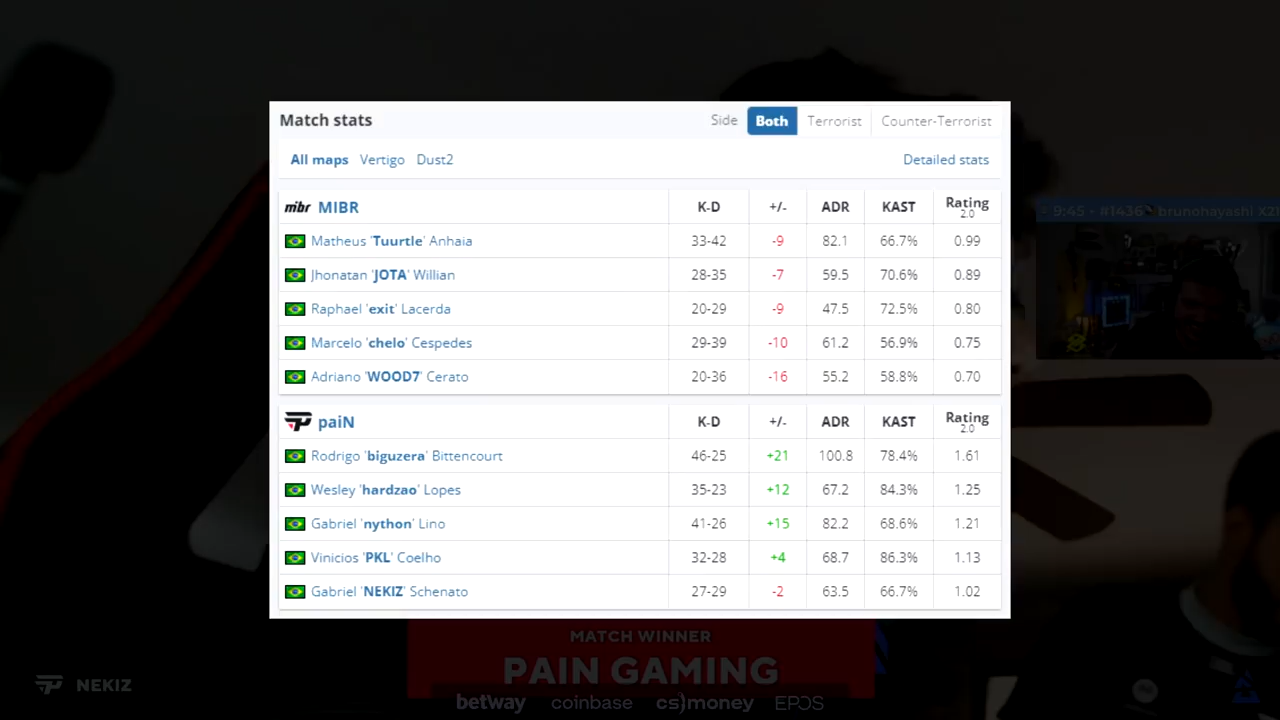 Match stats Side Both Terrorist Counter-Terrorist
All maps Vertigo Dust2 Detailed stats
mibr MIBR K-D +/- ADR KAST Rating 2.0
Matheus 'Tuurtle' Anhaia 33-42 -9 82.1 66.7% 0.99
Jhonatan 'JOTA' Willian 28-35 -7 59.5 70.6% 0.89
Raphael 'exit' Lacerda 20-29 -9 47.5 72.5% 0.80
Marcelo 'chelo' Cespedes 29-39 -10 61.2 56.9% 0.75
Adriano 'WOOD7' Cerato 20-36 -16 55.2 58.8% 0.70
paiN K-D +/- ADR KAST Rating 2.0
Rodrigo 'biguzera' Bittencourt 46-25 +21 100.8 78.4% 1.61
Wesley 'hardzao' Lopes 35-23 +12 67.2 84.3% 1.25
Gabriel 'nython' Lino 41-26 +15 82.2 68.6% 1.21
Vinicios 'PKL' Coelho 32-28 +4 68.7 86.3% 1.13
Gabriel 'NEKIZ' Schenato 27-29 -2 63.5 66.7% 1.02
9:45 - #1436 brunohayashi
MATCH WINNER
PAIN GAMING
NEKIZ
betway coinbase cs)money EPOS